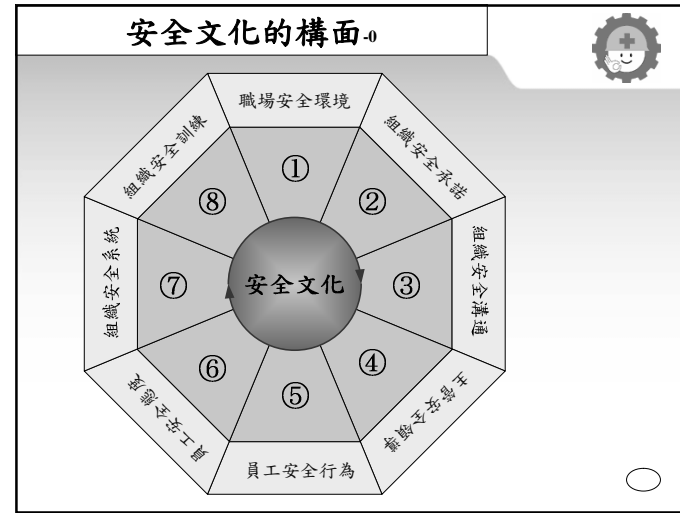 安全文化的構面-0
職場安全環境
①
組織安全承諾
②
組織安全溝通
③
主管安全領導
④
員工安全行為
⑤
員工安全態度
⑥
組織安全系統
⑦
組織安全訓練
⑧
安全文化